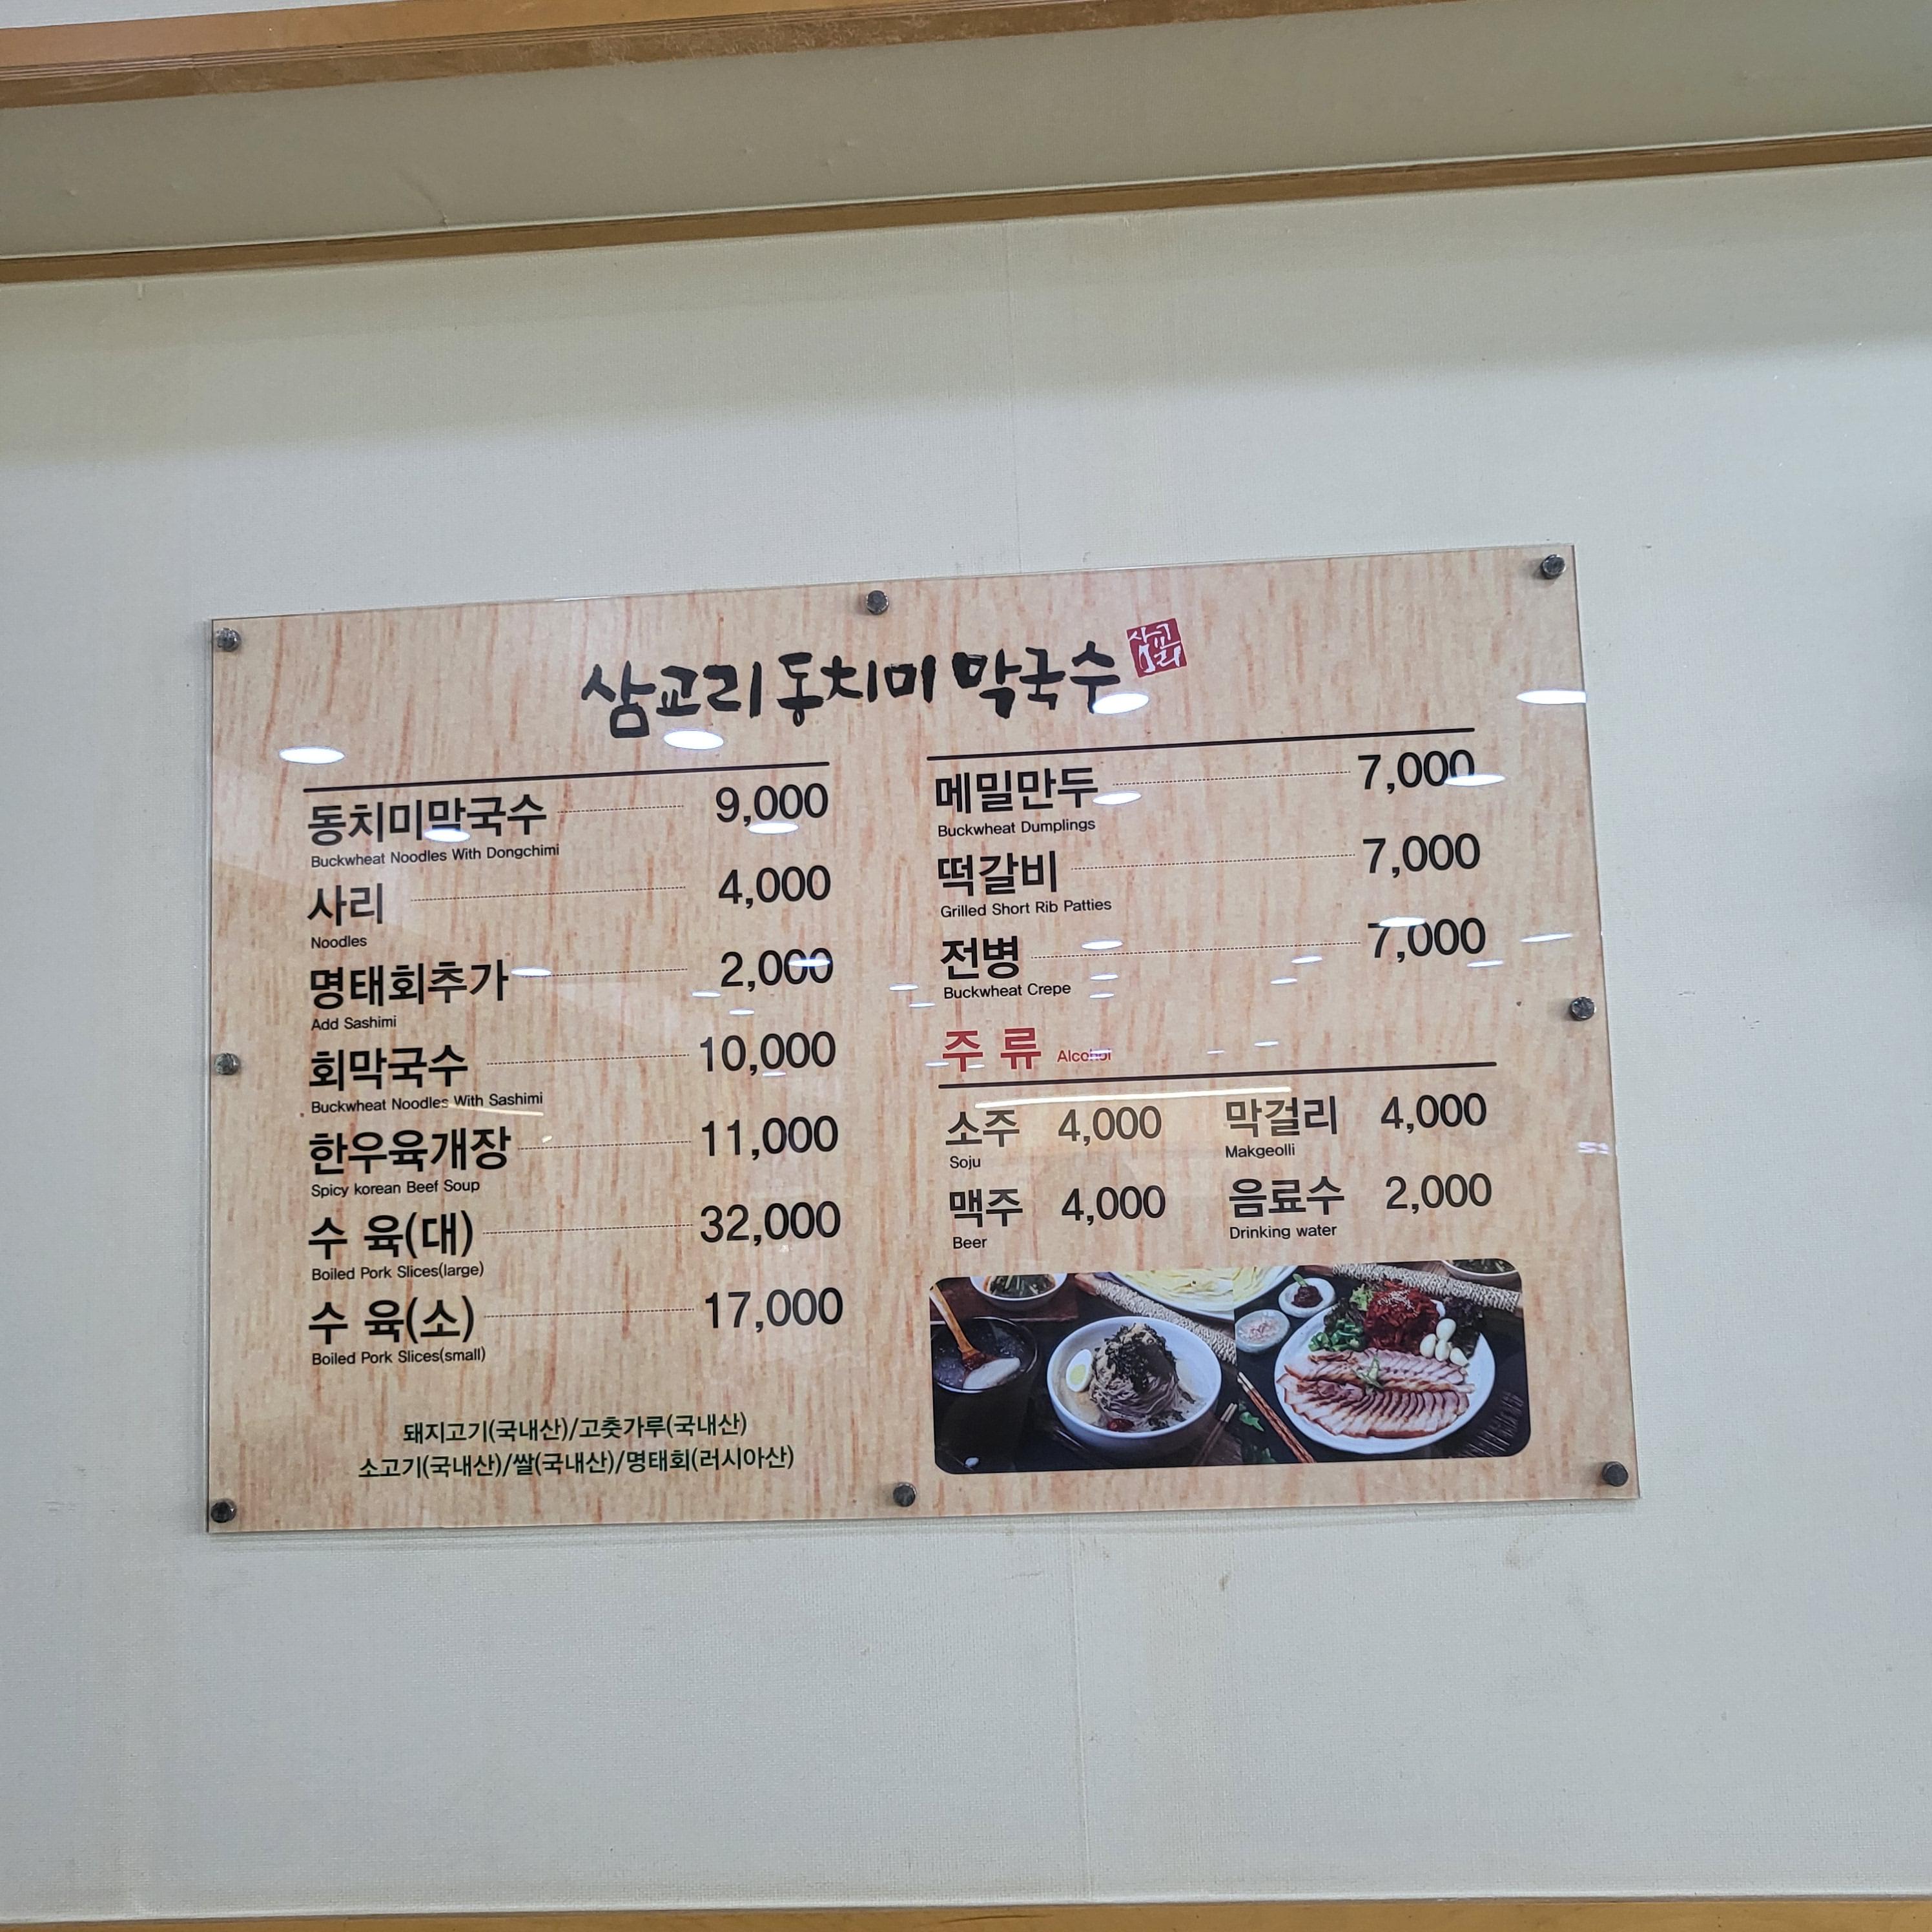 삼교리 동치미 막국수
삼교리
동치미막국수 9,000
Buckwheat Noodles With Dongchimi
사리 4,000
Noodles
명태회추가 2,000
Add Sashimi
회막국수 10,000
Buckwheat Noodles With Sashimi
한우육개장 11,000
Spicy korean Beef Soup
수 육(대) 32,000
Boiled Pork Slices(large)
수 육(소) 17,000
Boiled Pork Slices(small)
돼지고기(국내산)/고춧가루(국내산)
소고기(국내산)/쌀(국내산)/명태회(러시아산)
메밀만두 7,000
Buckwheat Dumplings
떡갈비 7,000
Grilled Short Rib Patties
전병 7,000
Buckwheat Crepe
주 류 Alcohol
소주 4,000 막걸리 4,000
Soju Makgeolli
맥주 4,000 음료수 2,000
Beer Drinking water